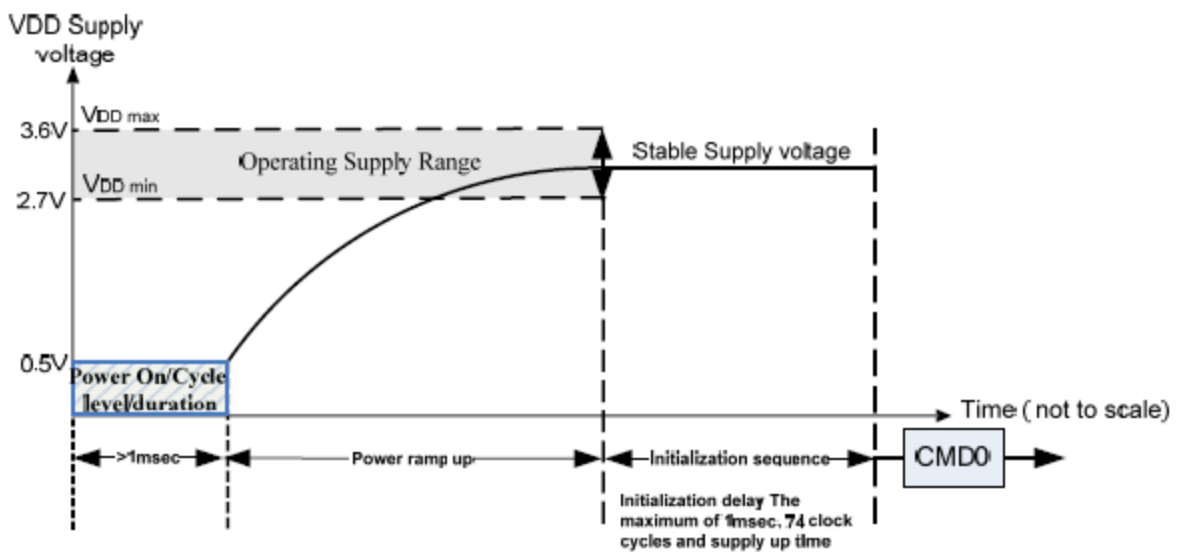 VDD Supply
voltage
VDD max
3.6V
Operating Supply Range
Stable Supply voltage
VDD min
2.7V
0.5V
Power On/Cycle
level/duration
Time ( not to scale)
>1msec
Power ramp up
Initialization sequence
CMD0
Initialization delay The
maximum of 1msec. 74 clock
cycles and supply up time